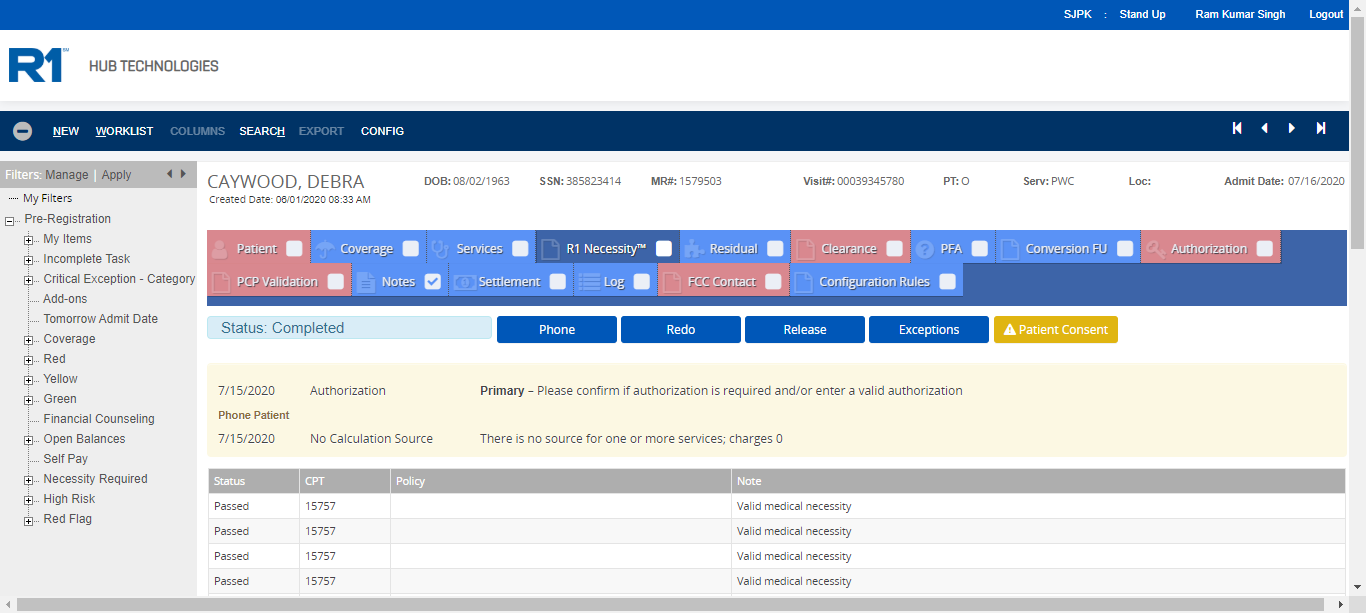 SJPK : Stand Up Ram Kumar Singh Logout
R1 SM HUB TECHNOLOGIES
NEW WORKLIST COLUMNS SEARCH EXPORT CONFIG
Filters: Manage | Apply
My Filters
Pre-Registration
My Items
Incomplete Task
Critical Exception - Category
Add-ons
Tomorrow Admit Date
Coverage
Red
Yellow
Green
Financial Counseling
Open Balances
Self Pay
Necessity Required
High Risk
Red Flag
CAYWOOD, DEBRA DOB: 08/02/1963 SSN: 385823414 MR#: 1579503 Visit#: 00039345780 PT: O Serv: PWC Loc: Admit Date: 07/16/2020
Created Date: 06/01/2020 08:33 AM
Patient Coverage Services R1 Necessity™ Residual Clearance PFA Conversion FU Authorization
PCP Validation Notes Settlement Log FCC Contact Configuration Rules
Status: Completed Phone Redo Release Exceptions Patient Consent
7/15/2020 Authorization Primary – Please confirm if authorization is required and/or enter a valid authorization
Phone Patient
7/15/2020 No Calculation Source There is no source for one or more services; charges 0
Status CPT Policy Note
Passed 15757 Valid medical necessity
Passed 15757 Valid medical necessity
Passed 15757 Valid medical necessity
Passed 15757 Valid medical necessity